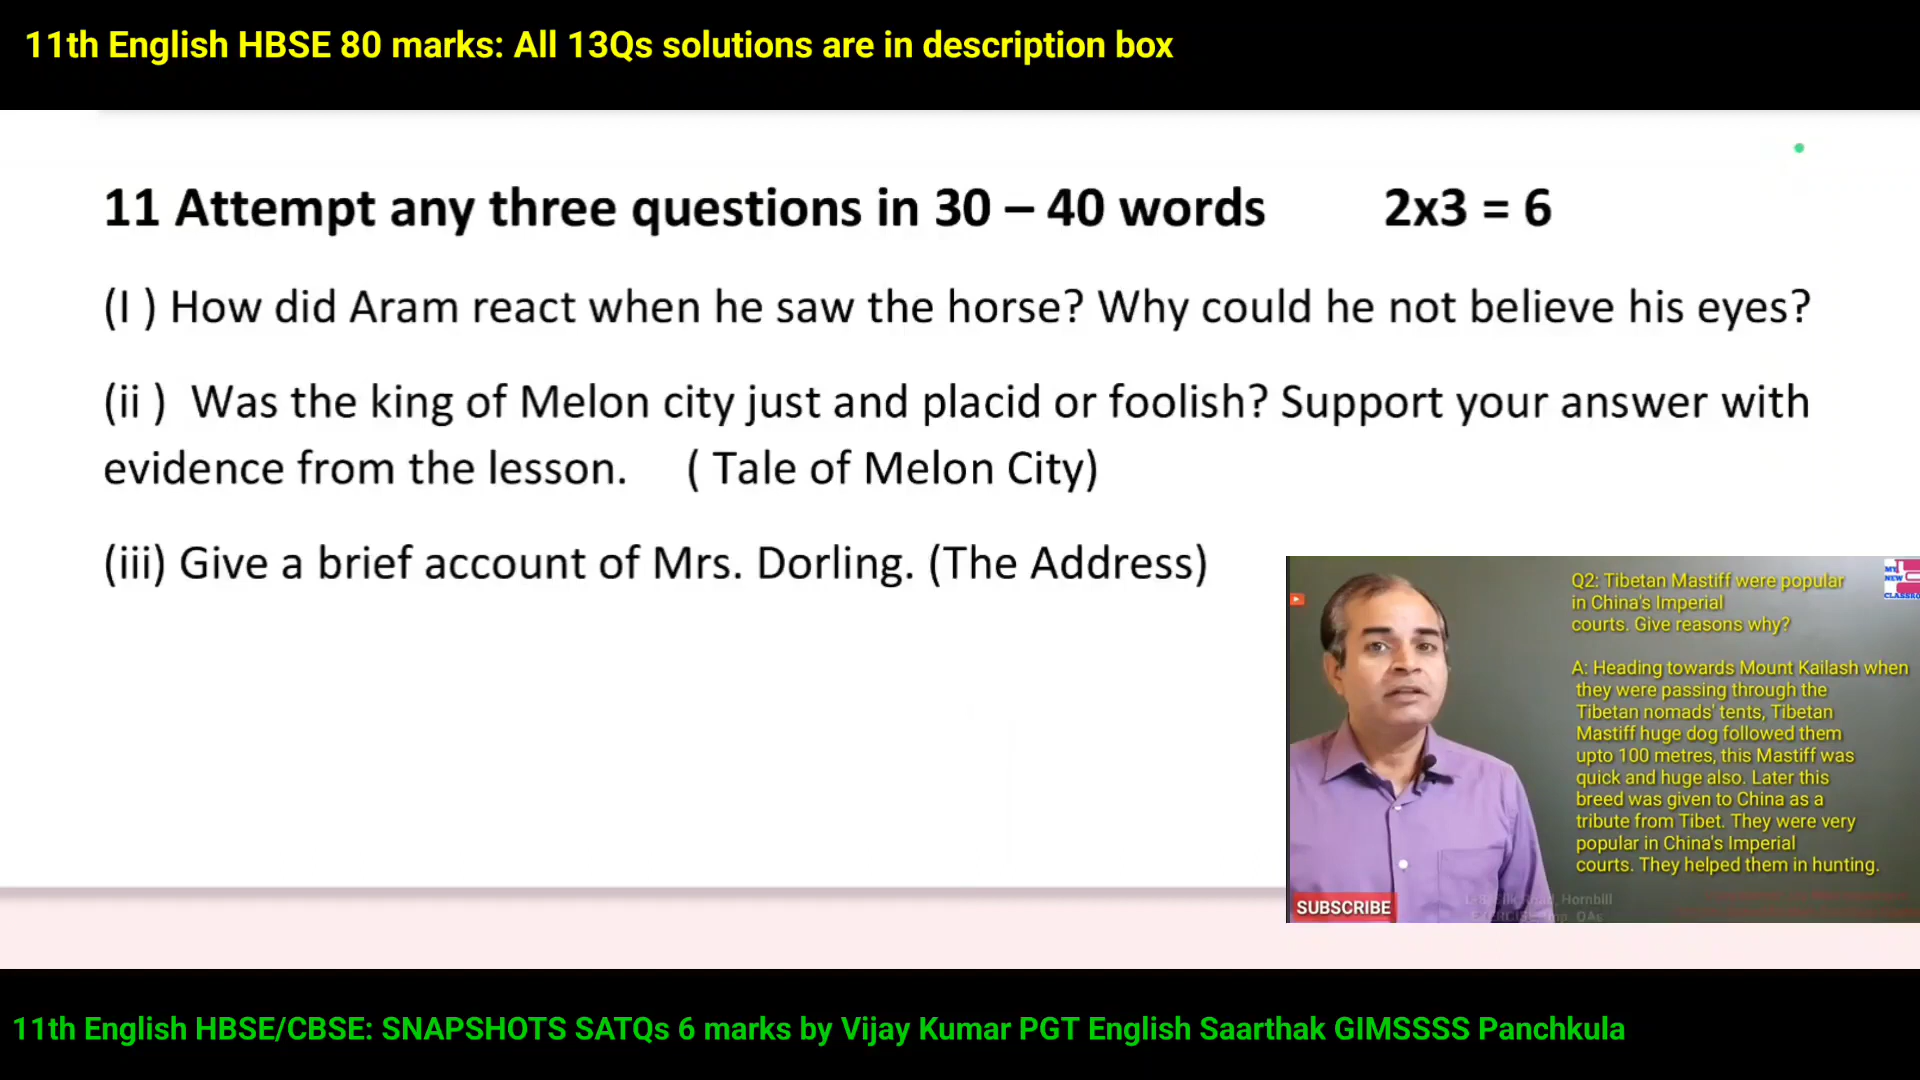 11th English HBSE 80 marks: All 13Qs solutions are in description box
11 Attempt any three questions in 30 – 40 words 2x3 = 6
(I ) How did Aram react when he saw the horse? Why could he not believe his eyes?
(ii ) Was the king of Melon city just and placid or foolish? Support your answer with
evidence from the lesson. ( Tale of Melon City)
(iii) Give a brief account of Mrs. Dorling. (The Address)
Q2: Tibetan Mastiff were popular
in China's Imperial
courts. Give reasons why?
A: Heading towards Mount Kailash when
they were passing through the
Tibetan nomads' tents, Tibetan
Mastiff huge dog followed them
upto 100 metres, this Mastiff was
quick and huge also. Later this
breed was given to China as a
tribute from Tibet. They were very
popular in China's Imperial
courts. They helped them in hunting.
MY
NEW
SUBSCRIBE
Hornbill
11th English HBSE/CBSE: SNAPSHOTS SATQs 6 marks by Vijay Kumar PGT English Saarthak GIMSSSS Panchkula